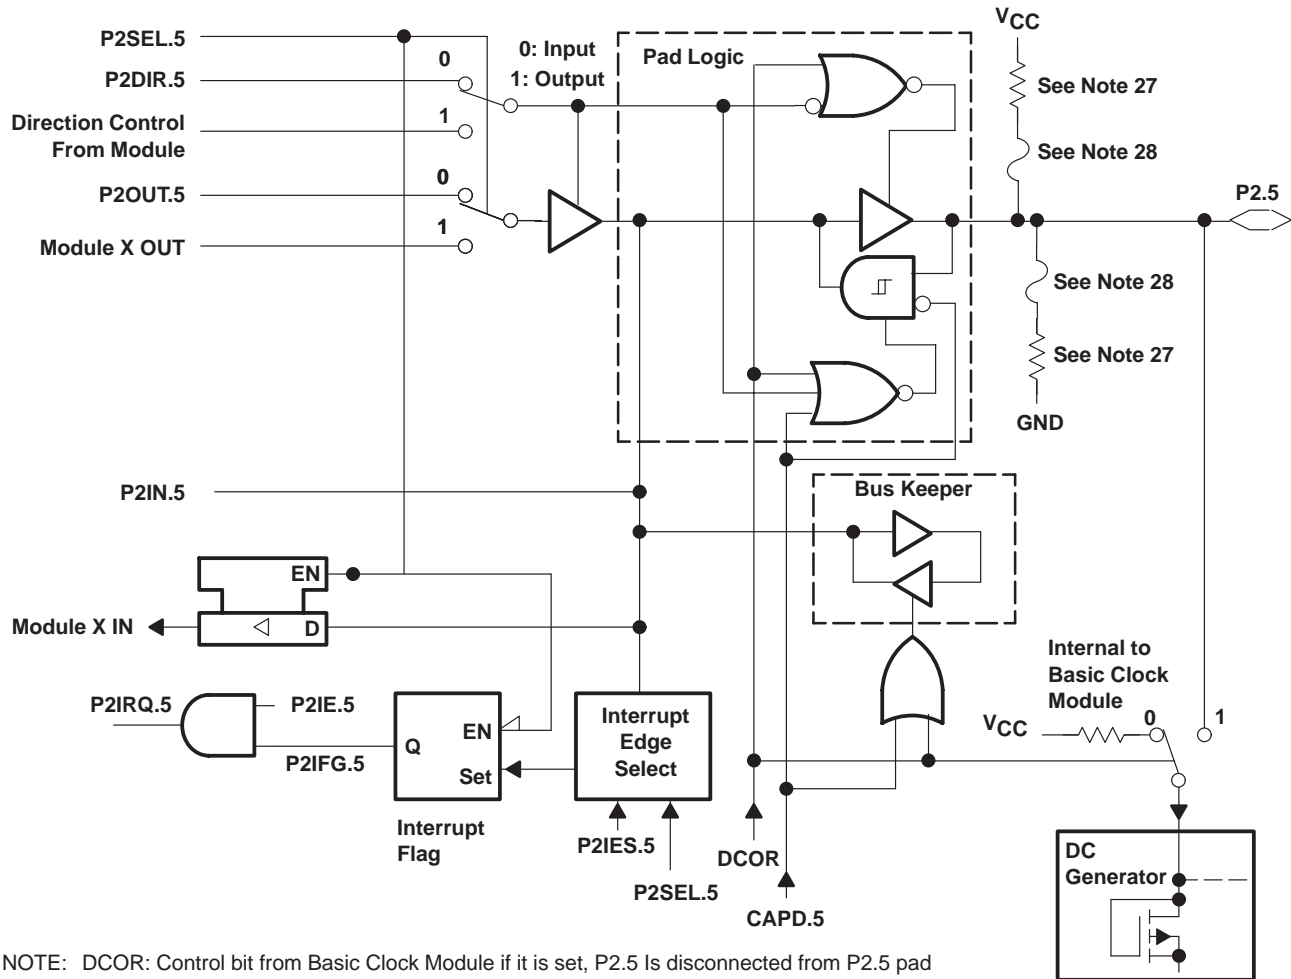 VCC
P2SEL.5
0: Input
1: Output
Pad Logic
0
P2DIR.5
See Note 27
1
Direction Control
From Module
See Note 28
0
P2OUT.5
P2.5
1
Module X OUT
See Note 28
See Note 27
GND
P2IN.5
Bus Keeper
EN
Module X IN
D
Internal to
Basic Clock
Module
P2IRQ.5
P2IE.5
Interrupt
Edge
Select
EN
0
1
VCC
Q
P2IFG.5
Set
Interrupt
Flag
P2IES.5
DCOR
DC
Generator
P2SEL.5
CAPD.5
NOTE: DCOR: Control bit from Basic Clock Module if it is set, P2.5 Is disconnected from P2.5 pad